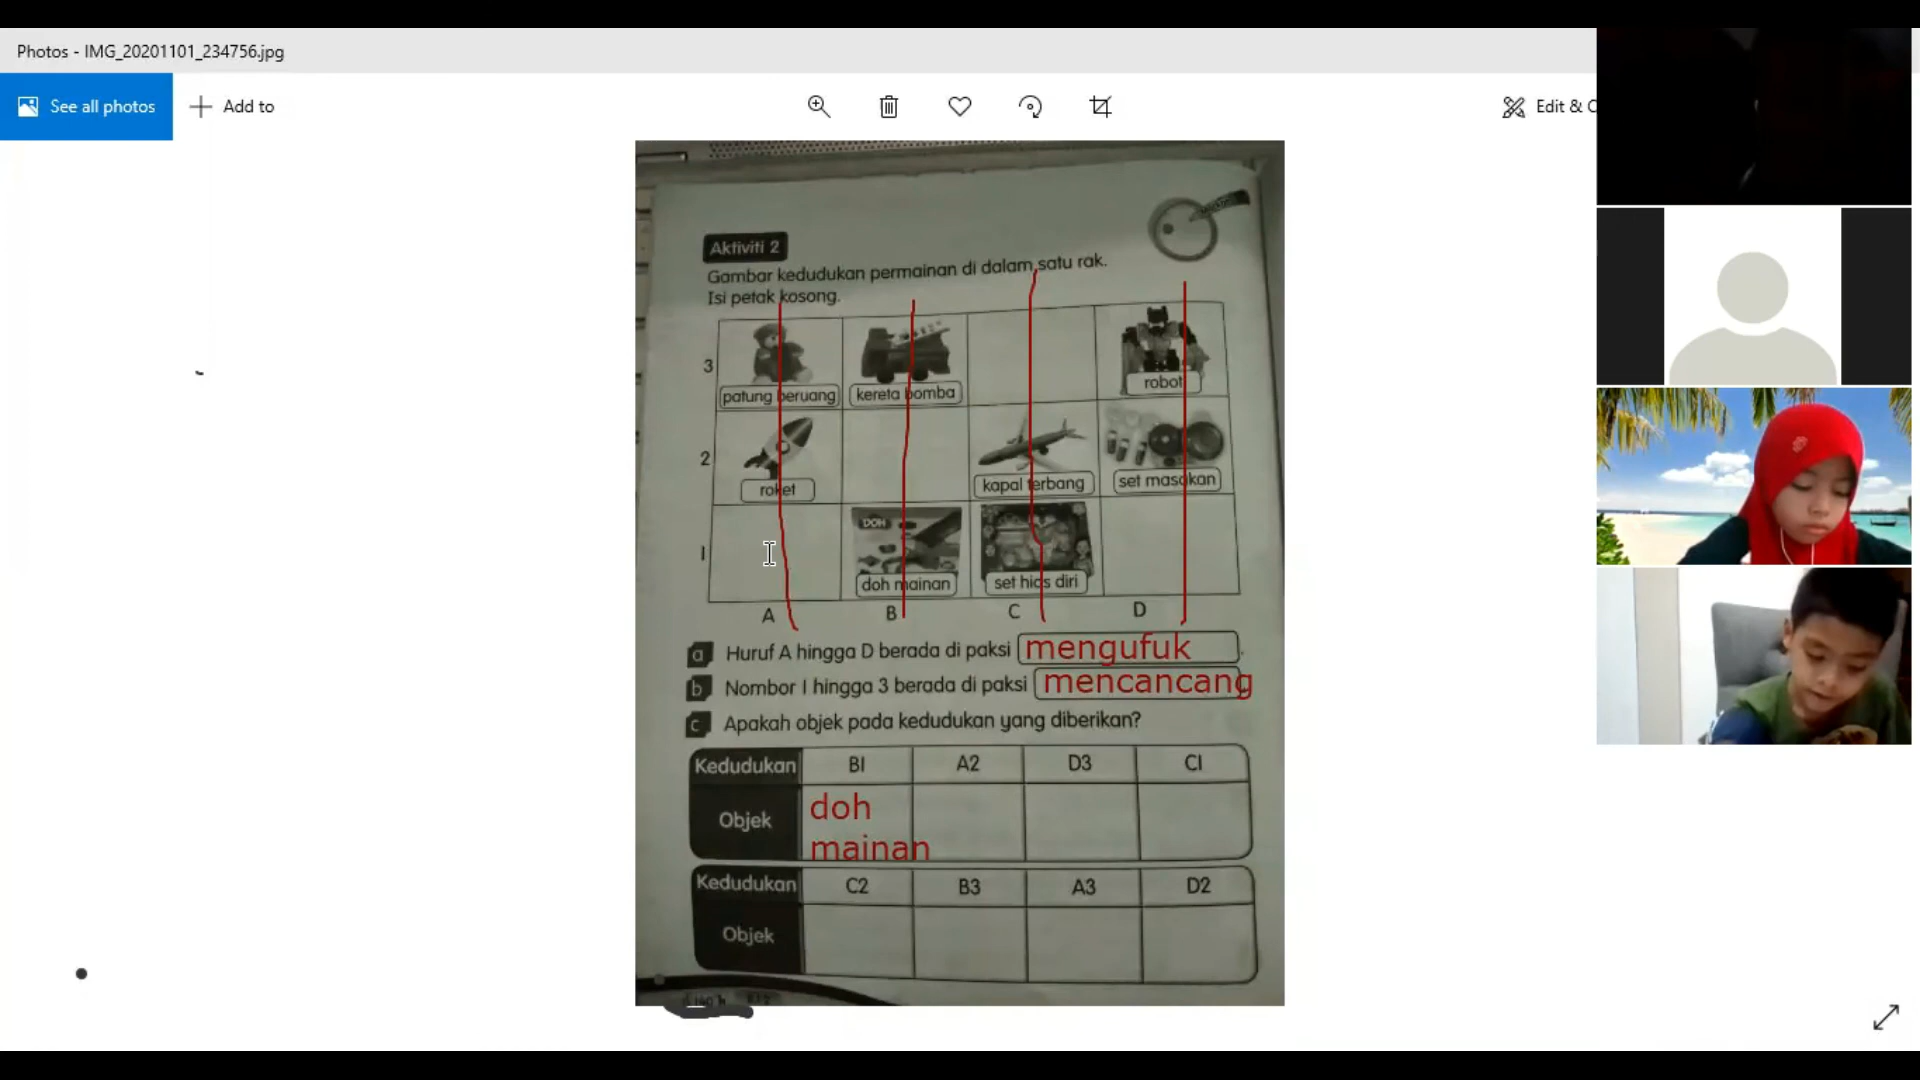 Photos - IMG_20201101_234756.jpg
See all photos
Add to
Edit & C
Aktiviti 2
Gambar kedudukan permainan di dalam satu rak.
Isi petak kosong.
3
patung beruang
kereta bomba
robot
2
roket
kapal terbang
set masakan
1
DOH
doh mainan
set hias diri
A B C D
a Huruf A hingga D berada di paksi mengufuk.
b Nombor 1 hingga 3 berada di paksi mencancang
c Apakah objek pada kedudukan yang diberikan?
Kedudukan B1 A2 D3 C1
Objek doh
mainan
Kedudukan C2 B3 A3 D2
Objek